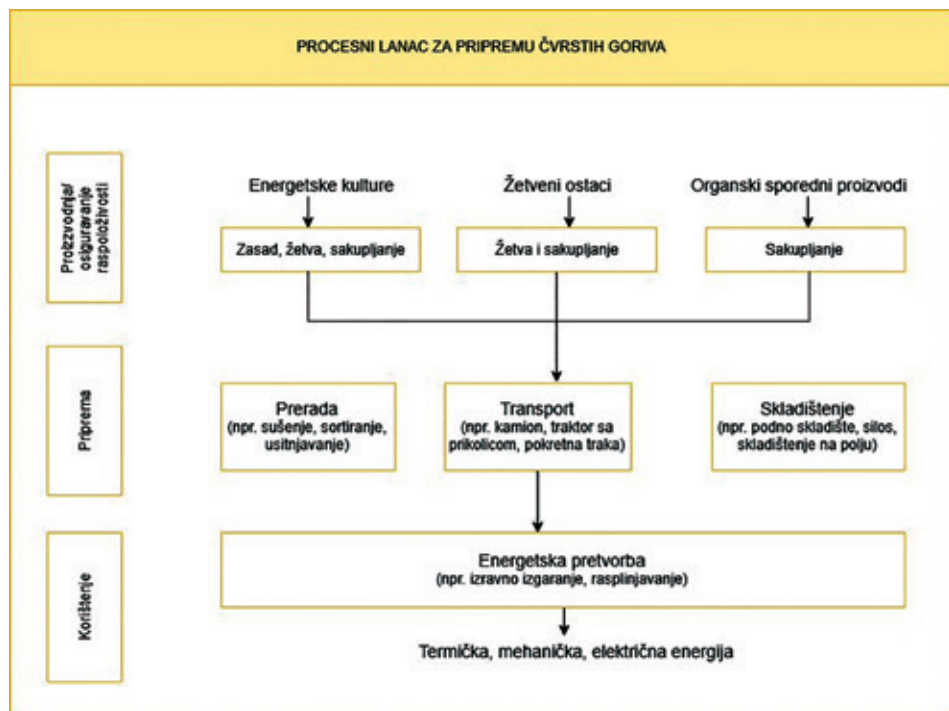 PROCESNI LANAC ZA PRIPREMU ČVRSTIH GORIVA
Proizvodnja/
osiguravanje
raspoloživosti
Energetske kulture
Žetveni ostaci
Organski sporedni proizvodi
Zasad, žetva, sakupljanje
Žetva i sakupljanje
Sakupljanje
Priprema
Prerada
(npr. sušenje, sortiranje,
usitnjavanje)
Transport
(npr. kamion, traktor sa
prikolicom, pokretna traka)
Skladištenje
(npr. podno skladište, silos,
skladištenje na polju)
Korištenje
Energetska pretvorba
(npr. izravno izgaranje, rasplinjavanje)
Termička, mehanička, električna energija